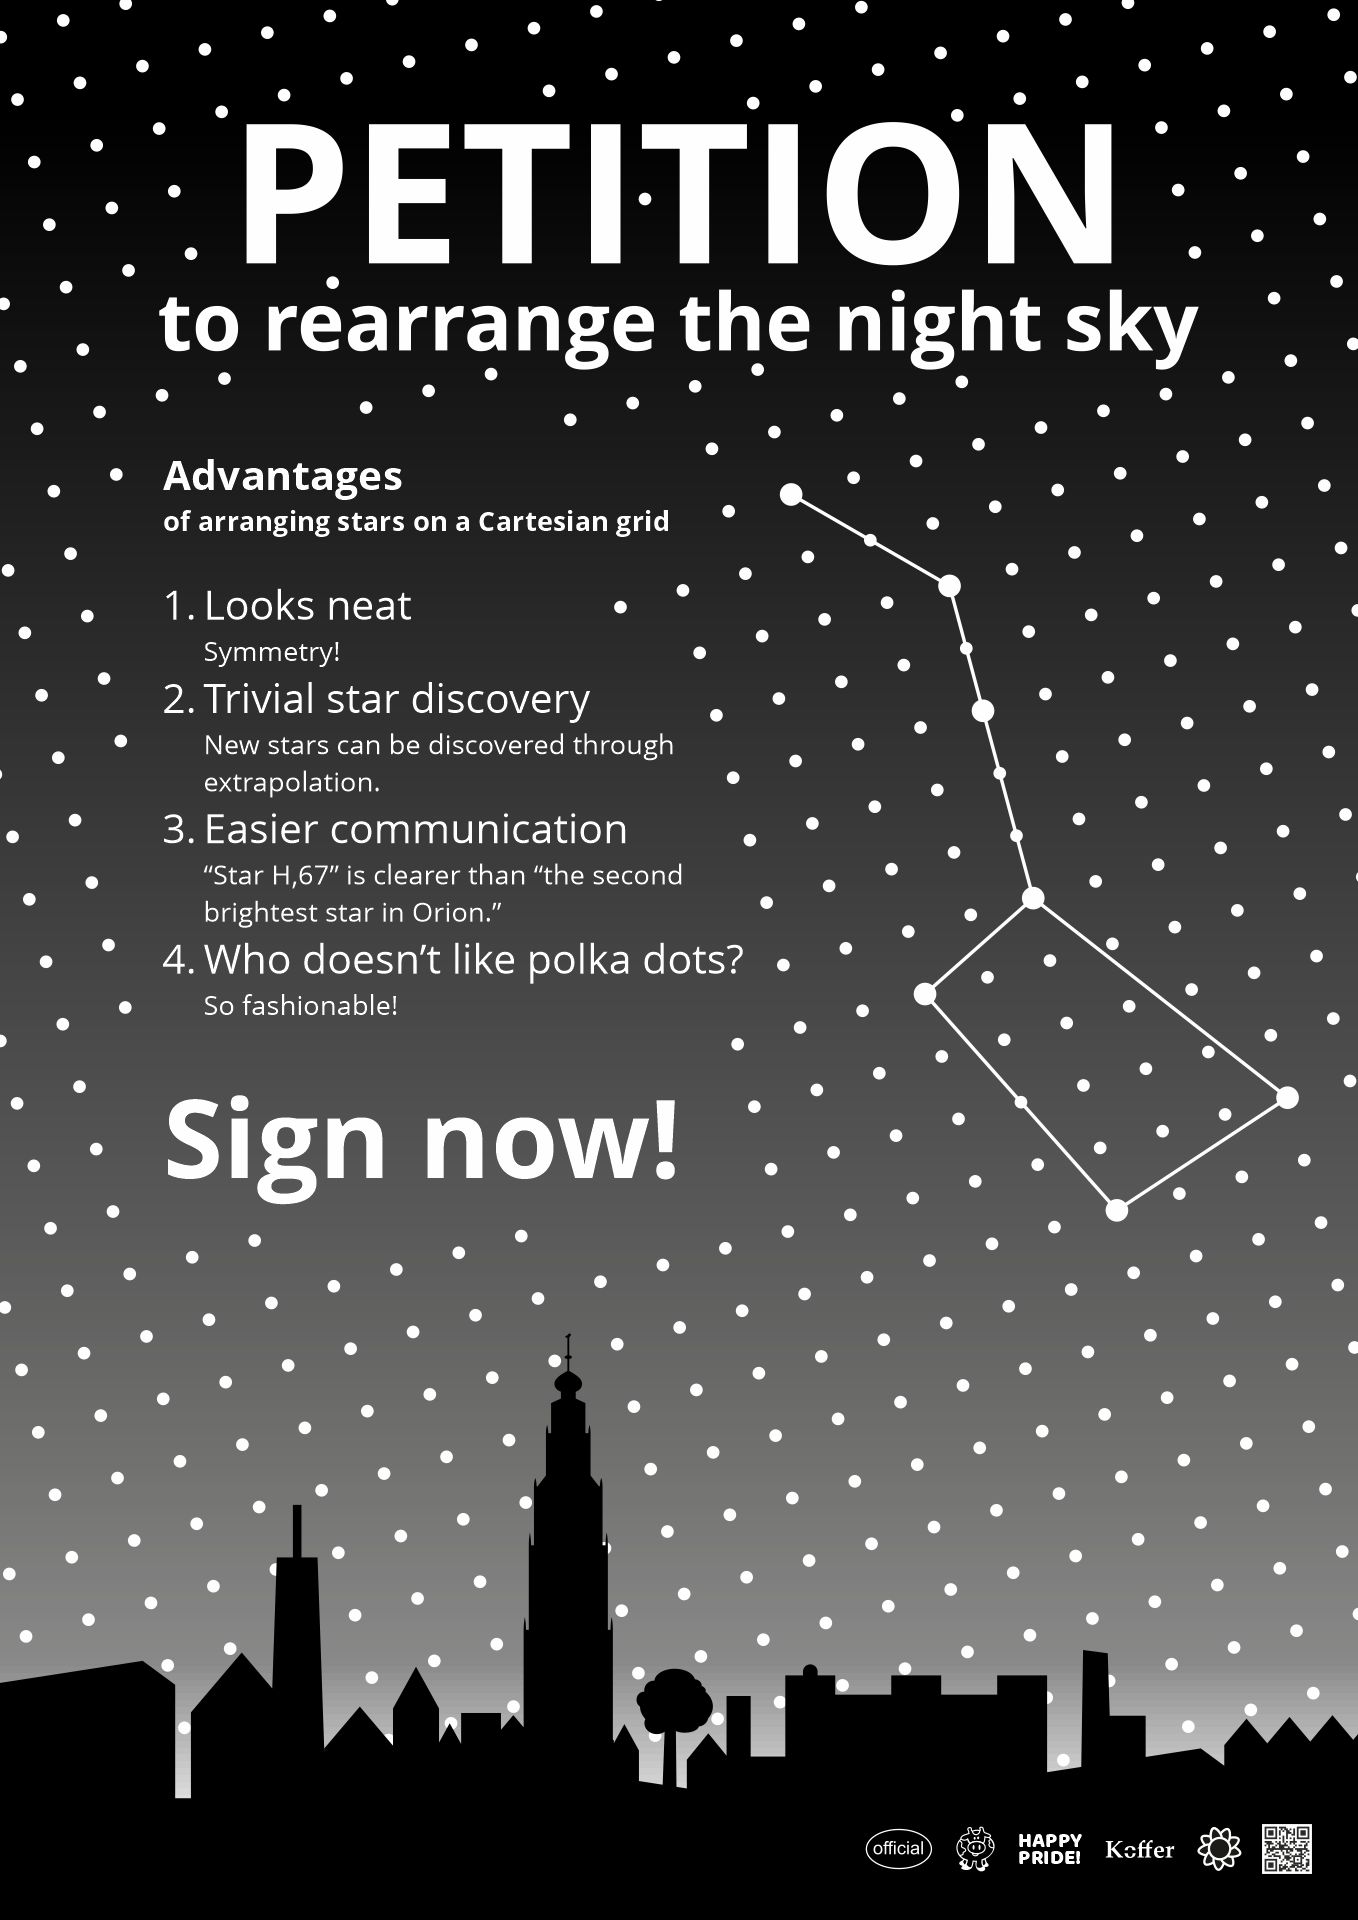 PETITION
to rearrange the night sky
Advantages
of arranging stars on a Cartesian grid
1. Looks neat
Symmetry!
2. Trivial star discovery
New stars can be discovered through
extrapolation.
3. Easier communication
“Star H,67” is clearer than “the second
brightest star in Orion.”
4. Who doesn’t like polka dots?
So fashionable!
Sign now!
official
HAPPY
PRIDE!
Koffer